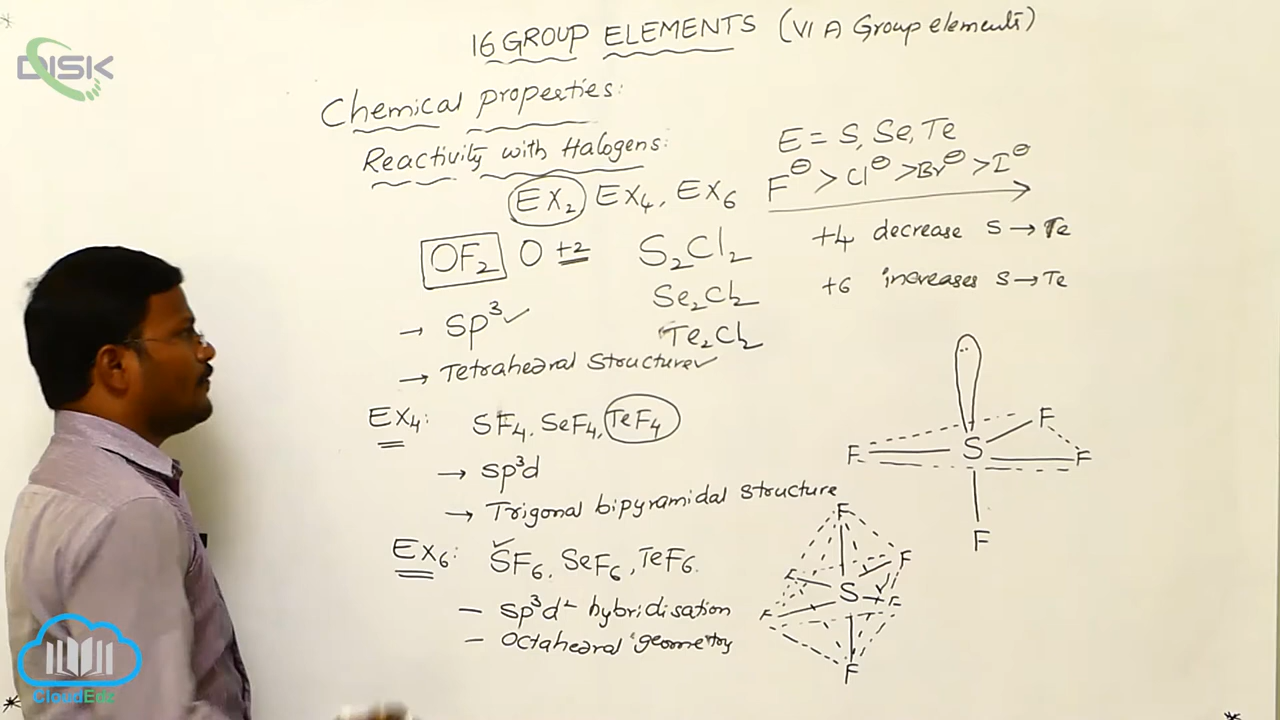 16 GROUP ELEMENTS (VI A Group elements)
DISK
Chemical properties:
Reactivity with Halogens:
E = S, Se, Te
F⊖ > Cl⊖ > Br⊖ > I⊖
EX₂ EX₄, EX₆
+4 decrease S → Te
OF₂ O +2
S₂Cl₂
+6 increases S → Te
Se₂Cl₂
→ Sp³ ✓
Te₂Cl₂
→ Tetrahedral Structure ✓
EX₄: SF₄, SeF₄, TeF₄
→ Sp³d
→ Trigonal bipyramidal structure
F
S
F
F
F
EX₆: SF₆, SeF₆, TeF₆.
- Sp³d² hybridisation
- Octahedral geometry
F
F
F
S
F
F
F
CloudEdz